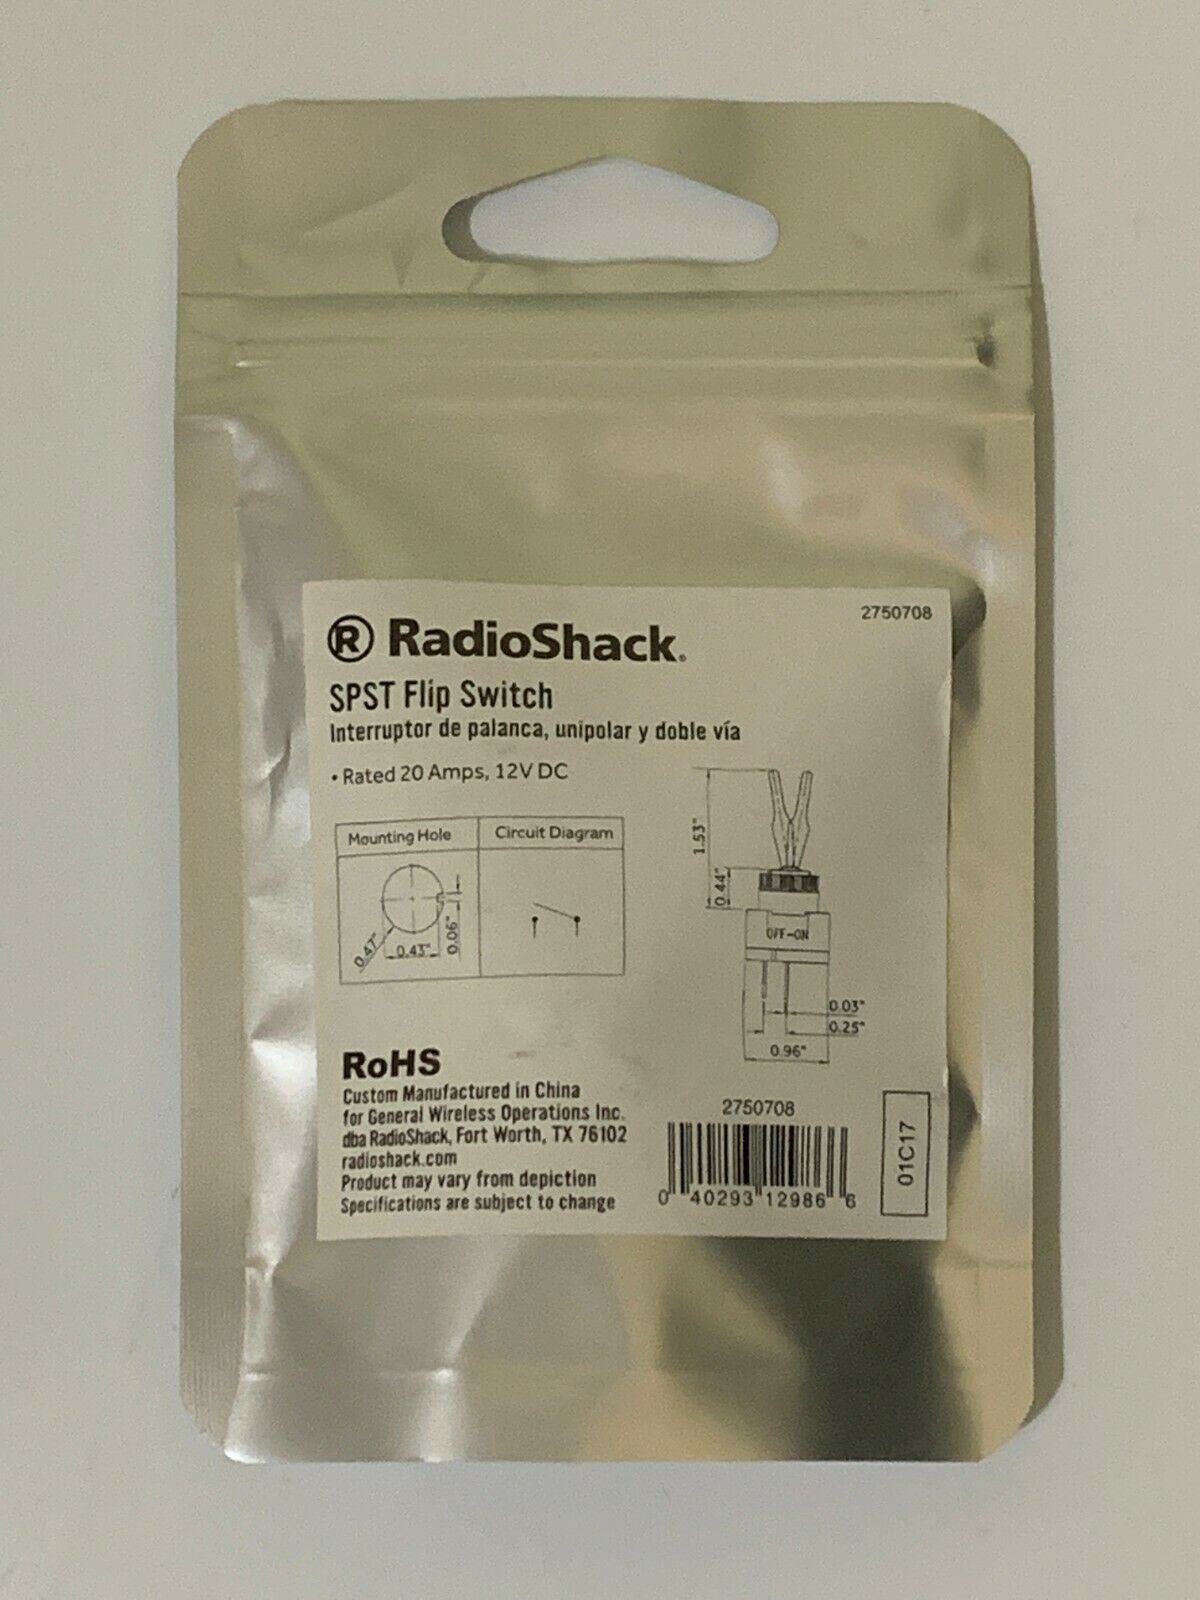 2750708
® RadioShack.
SPST Flip Switch
Interruptor de palanca, unipolar y doble vía
• Rated 20 Amps, 12V DC
Mounting Hole
Circuit Diagram
0.47"
0.43"
0.06"
1.53"
0.44"
OFF-ON
0.03"
0.25"
0.96"
RoHS
Custom Manufactured in China
for General Wireless Operations Inc.
dba RadioShack, Fort Worth, TX 76102
radioshack.com
Product may vary from depiction
Specifications are subject to change
2750708
0 40293 12986 6
01C17